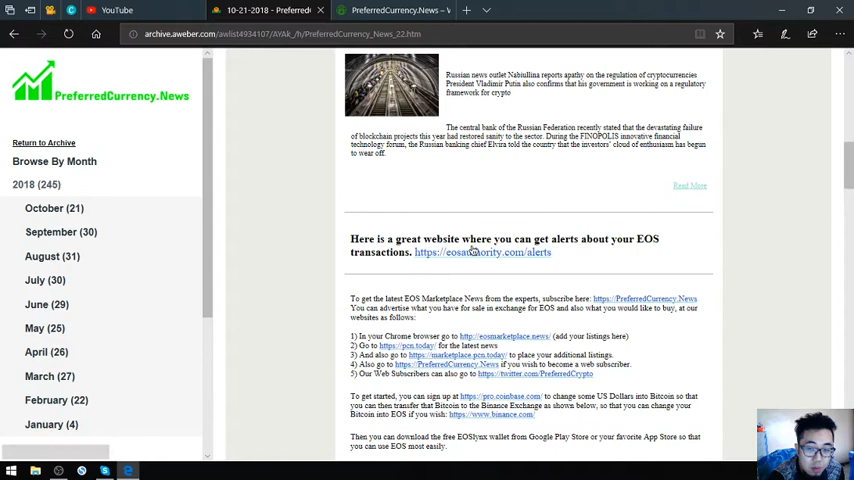 YouTube
10-21-2018 - Preferred
PreferredCurrency.News – V
archive.aweber.com/awlist4934107/AYAk_/h/PreferredCurrency_News_22.htm
PreferredCurrency.News
Return to Archive
Browse By Month
2018 (245)
October (21)
September (30)
August (31)
July (30)
June (29)
May (25)
April (26)
March (27)
February (22)
January (4)
Russian news outlet Nabiullina reports apathy on the regulation of cryptocurrencies
President Vladimir Putin also confirms that his government is working on a regulatory
framework for crypto
The central bank of the Russian Federation recently stated that the devastating failure
of blockchain projects this year had restored sanity to the sector. During the FINOPOLIS innovative financial
technology forum, the Russian banking chief Elvira told the country that the investors' cloud of enthusiasm has begun
to wear off.
Read More
Here is a great website where you can get alerts about your EOS
transactions. https://eosauthority.com/alerts
To get the latest EOS Marketplace News from the experts, subscribe here: https://PreferredCurrency.News
You can advertise what you have for sale in exchange for EOS and also what you would like to buy, at our
websites as follows:
1) In your Chrome browser go to http://eosmarketplace.news/ (add your listings here)
2) Go to https://pcn.today/ for the latest news
3) And also go to https://marketplace.pcn.today/ to place your additional listings.
4) Also go to https://PreferredCurrency.News if you wish to become a web subscriber.
5) Our Web Subscribers can also go to https://twitter.com/PreferredCrypto
To get started, you can sign up at https://pro.coinbase.com/ to change some US Dollars into Bitcoin so that
you can then transfer that Bitcoin to the Binance Exchange as shown below, so that you can change your
Bitcoin into EOS if you wish: https://www.binance.com/
Then you can download the free EOSlynx wallet from Google Play Store or your favorite App Store so that
you can use EOS most easily.